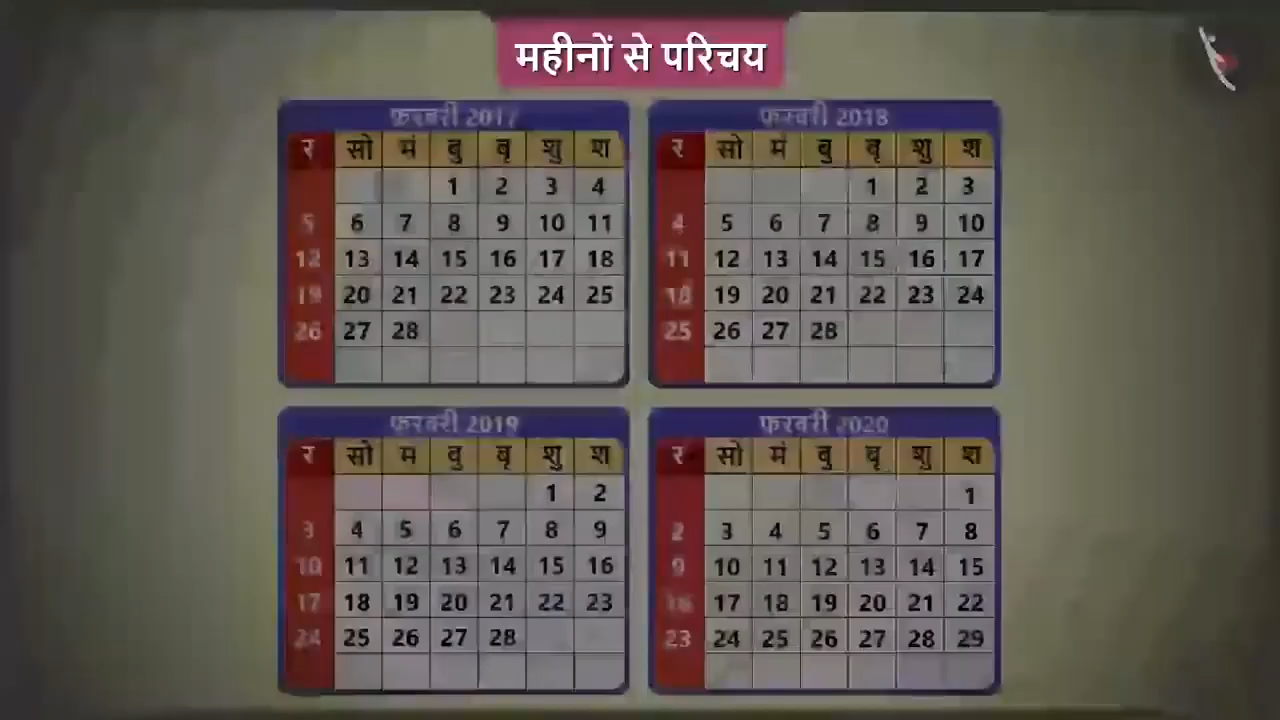 महीनों से परिचय
फ़रवरी 2017
र सो मं बु बृ शु श
1 2 3 4
5 6 7 8 9 10 11
12 13 14 15 16 17 18
19 20 21 22 23 24 25
26 27 28
फ़रवरी 2018
र सो मं बु बृ शु श
1 2 3
4 5 6 7 8 9 10
11 12 13 14 15 16 17
18 19 20 21 22 23 24
25 26 27 28
फ़रवरी 2019
र सो मं बु बृ शु श
1 2
3 4 5 6 7 8 9
10 11 12 13 14 15 16
17 18 19 20 21 22 23
24 25 26 27 28
फ़रवरी 2020
र सो मं बु बृ शु श
1
2 3 4 5 6 7 8
9 10 11 12 13 14 15
16 17 18 19 20 21 22
23 24 25 26 27 28 29